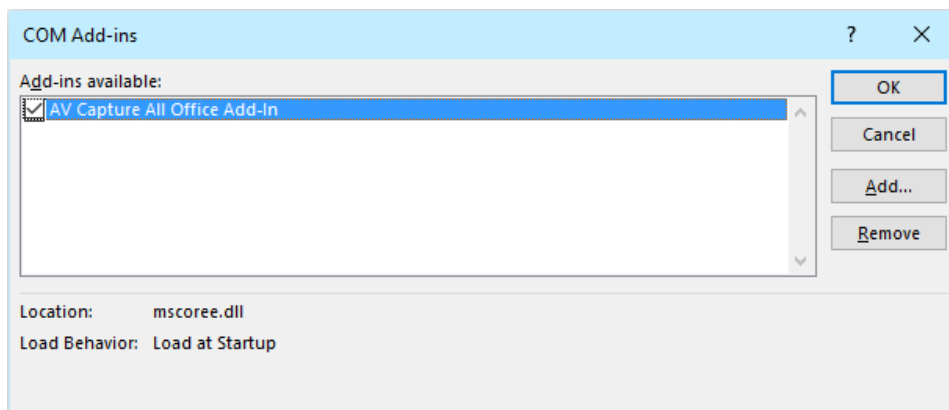 COM Add-ins
?
Add-ins available:
AV Capture All Office Add-In
OK
Cancel
Add...
Remove
Location: mscoree.dll
Load Behavior: Load at Startup